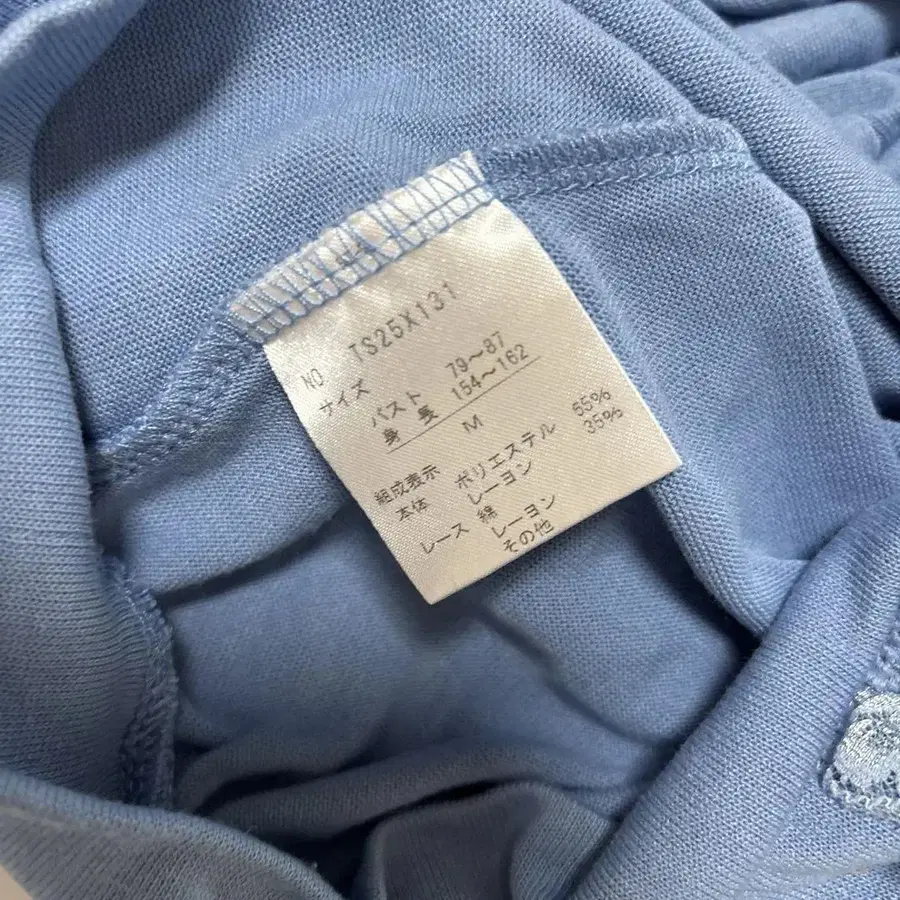 NO TS25X131
サイズ
バスト 79～87
身長 154～162
M
組成表示
本体 ポリエステル 65%
レーヨン 35%
レース 綿
レーヨン
その他